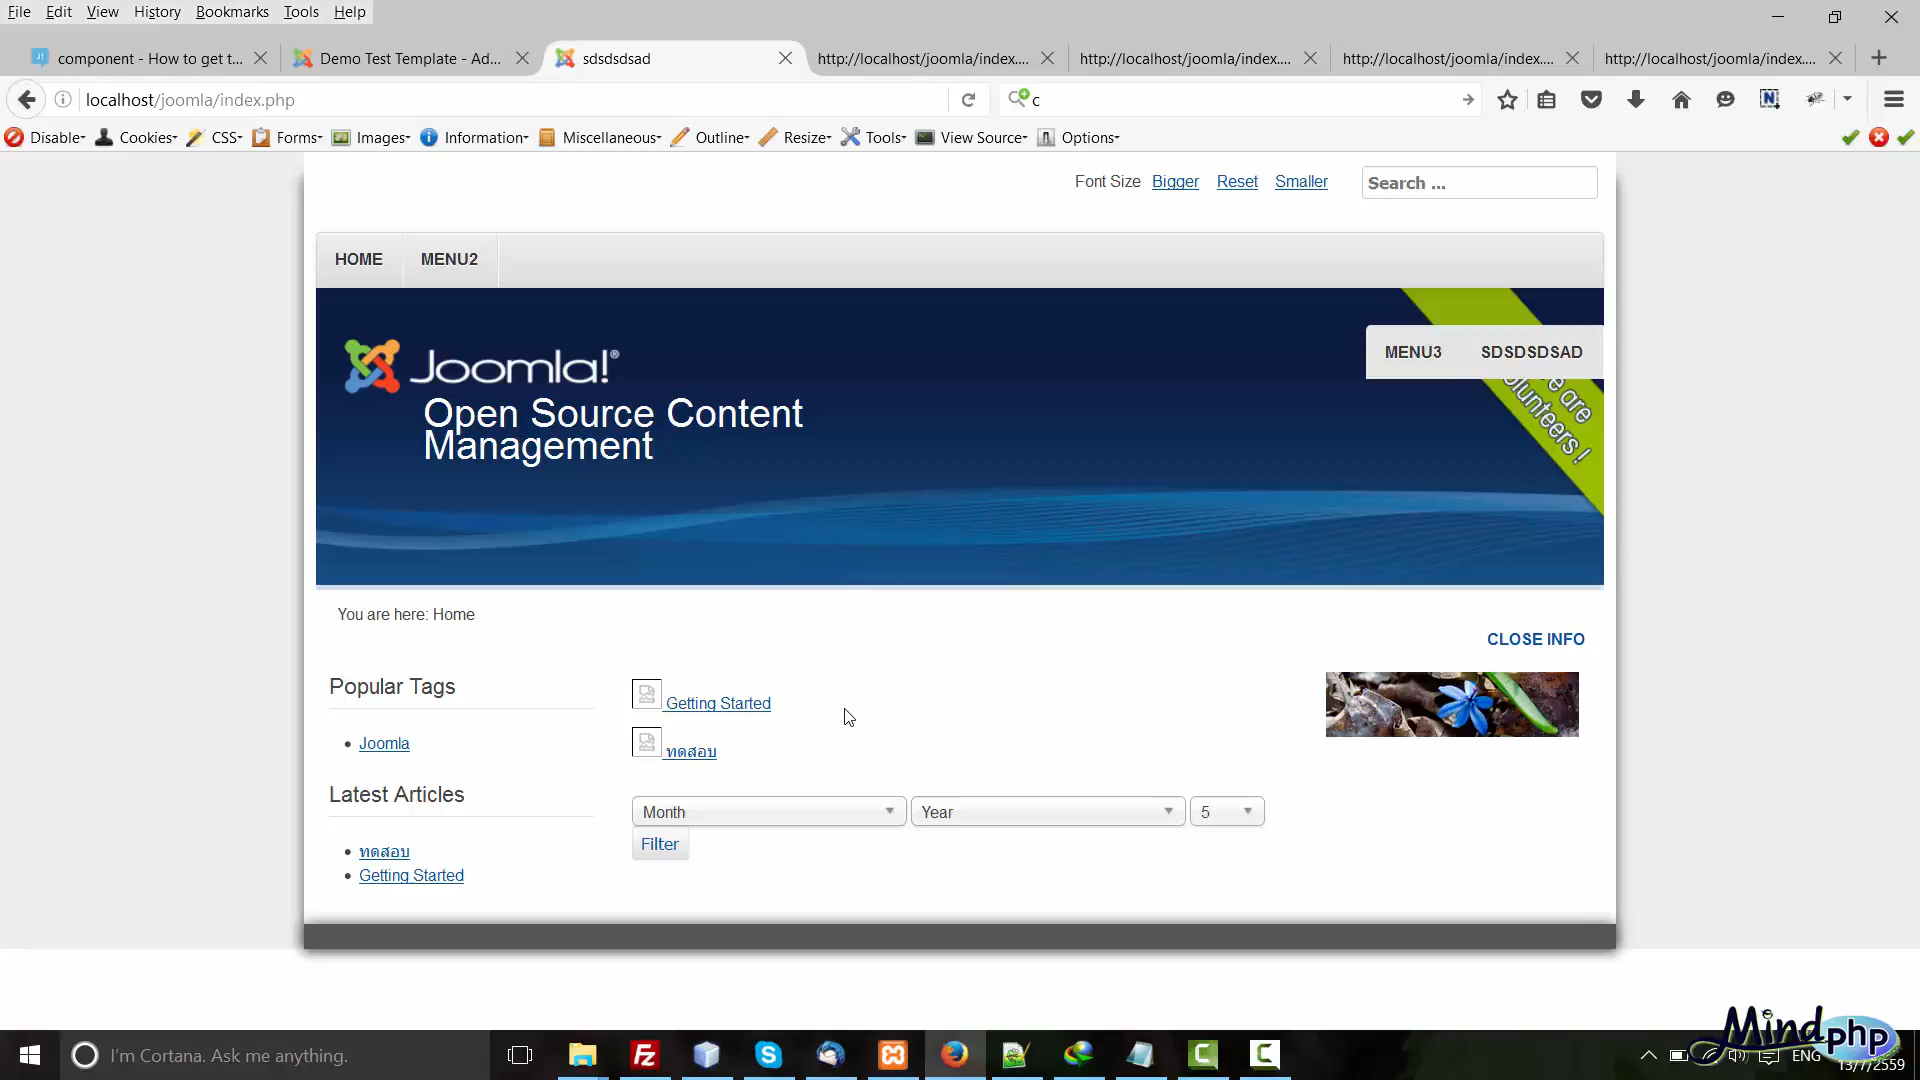 File Edit View History Bookmarks Tools Help
component - How to get t... Demo Test Template - Ad... sdsdsdsad http://localhost/joomla/index.... http://localhost/joomla/index.... http://localhost/joomla/index.... http://localhost/joomla/index....
localhost/joomla/index.php c
Disable Cookies CSS Forms Images Information Miscellaneous Outline Resize Tools View Source Options
Font Size Bigger Reset Smaller Search ...
HOME MENU2
MENU3 SDSDSDSAD
Joomla!®
Open Source Content
Management
You are here: Home
CLOSE INFO
Popular Tags
Getting Started
Joomla
ทดสอบ
Latest Articles
Month Year 5
Filter
ทดสอบ
Getting Started
I'm Cortana. Ask me anything.
ENG
13/7/2559
Mindphp